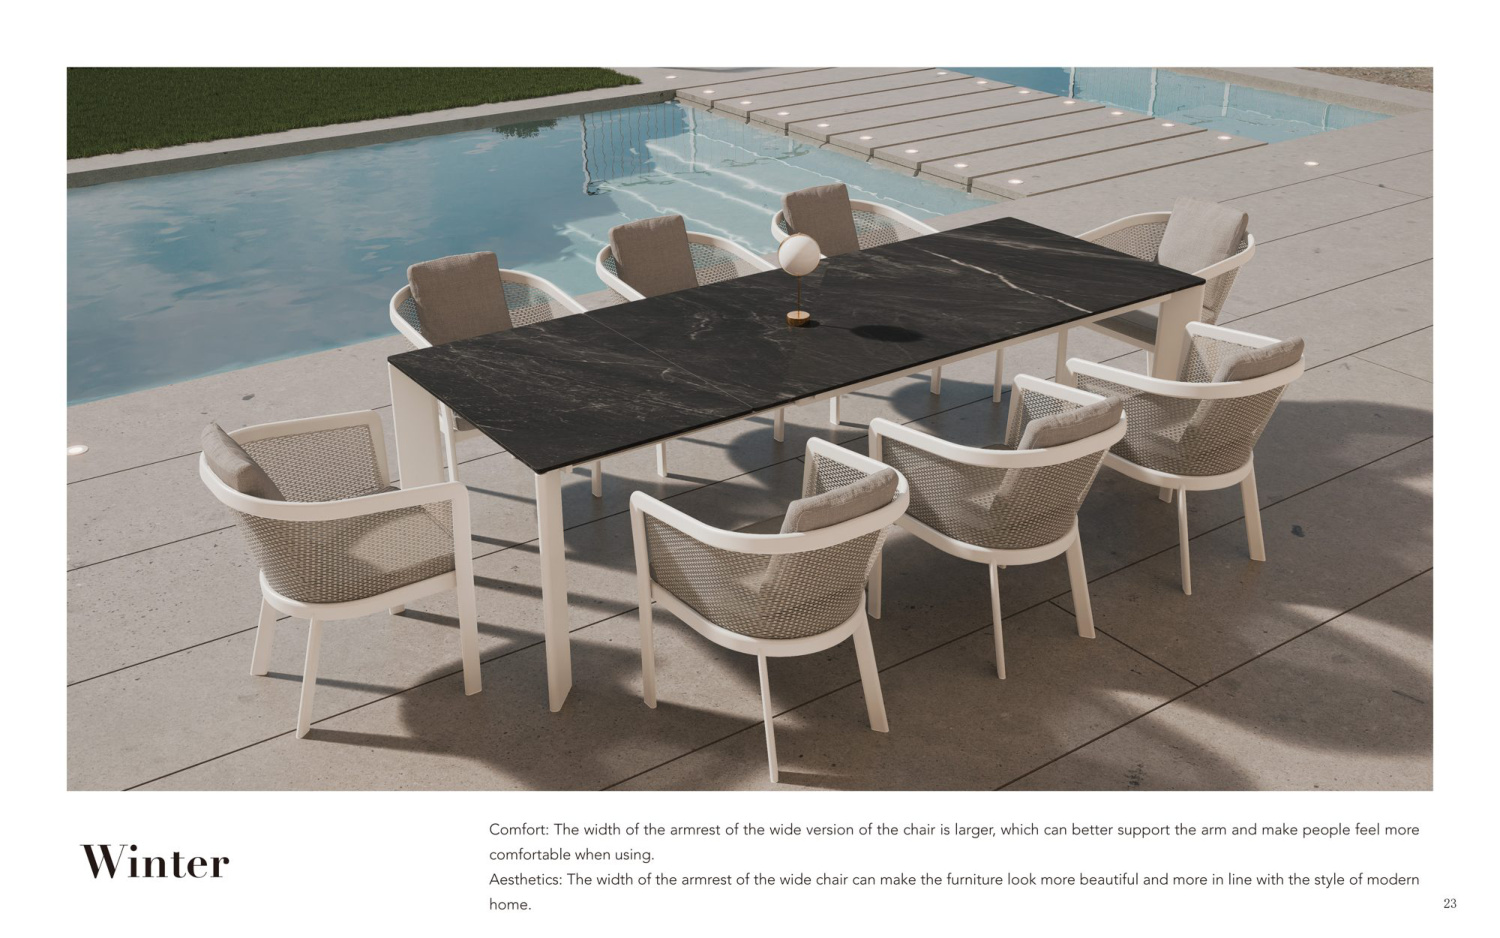 Winter
Comfort: The width of the armrest of the wide version of the chair is larger, which can better support the arm and make people feel more
comfortable when using.
Aesthetics: The width of the armrest of the wide chair can make the furniture look more beautiful and more in line with the style of modern
home.
23